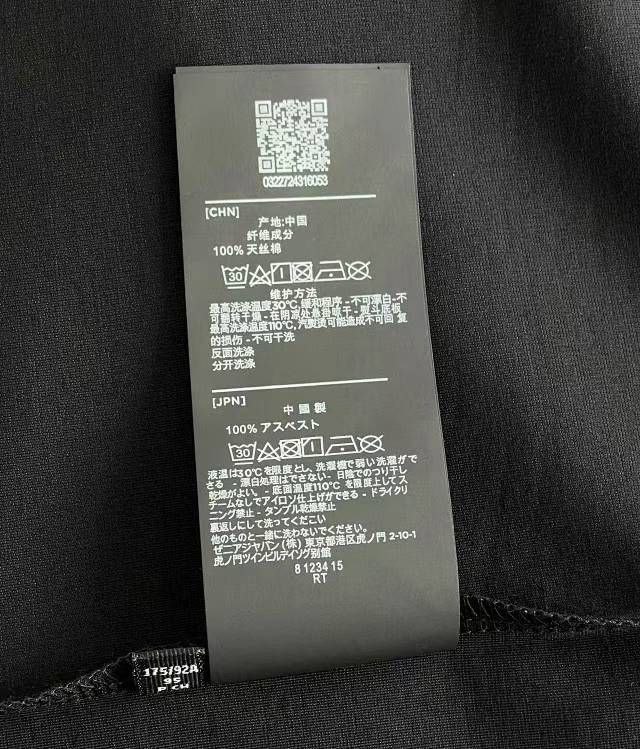 0322724316053
[CHN]
产地:中国
纤维成分
100% 天丝棉
30
维护方法
最高洗涤温度30℃,缓和程序 - 不可漂白-不
可翻转干燥 - 在阴凉处悬挂晾干 - 熨斗底板
最高洗涤温度110℃,汽熨烫可能造成不可回 复
的损伤 - 不可干洗
反面洗涤
分开洗涤
[JPN]
中 國 製
100% アスベスト
30
液温は30℃を限度とし、洗濯機で弱い洗濯がで
さる - 漂白処理はできない- 日陰でのつり干し
乾燥がよい。 - 底面温度110℃ を限度としてス
チームなしでアイロン仕上げができる - ドライクリ
ニング禁止 - タンブル乾燥禁止
裏返しにして洗ってくこい
他のものと一緒に洗わないでください。
ゼーアジャパン (株) 東京都港区虎ノ門 2-10-1
虎ノ門ツインビルディング別館
8 1234 15
RT
175/92A
95